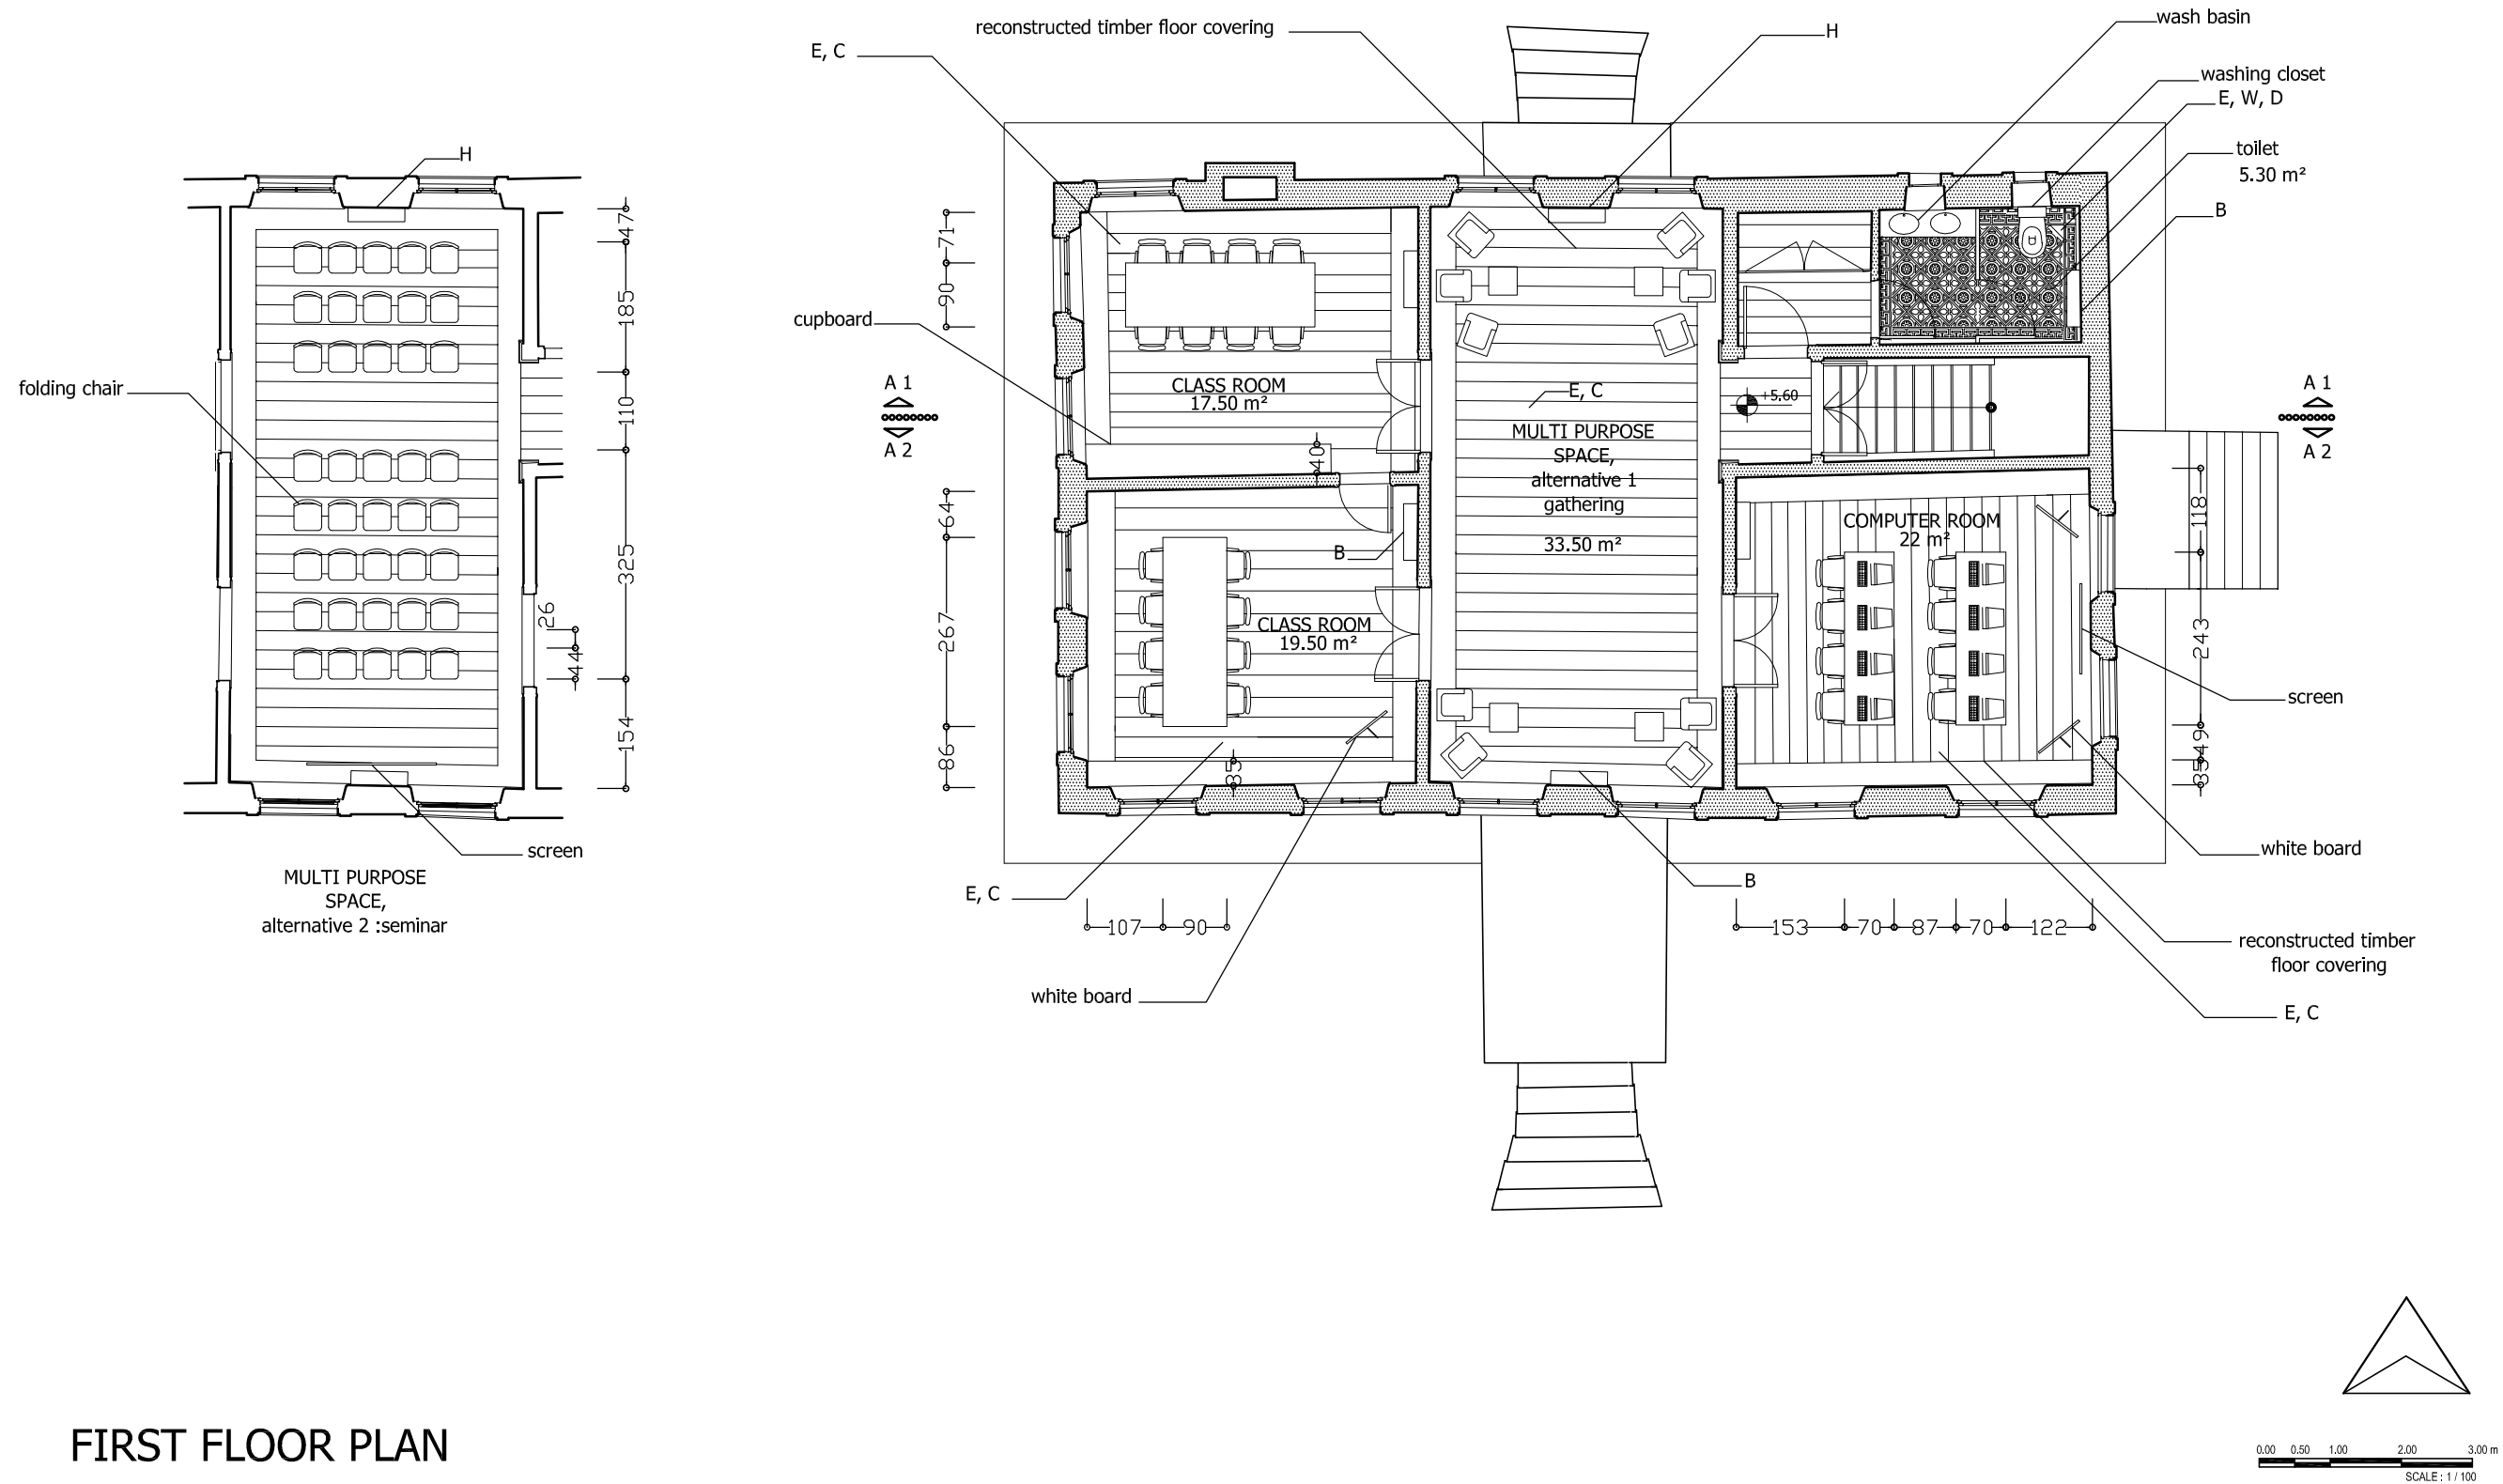 reconstructed timber floor covering
H
wash basin
E, C
washing closet
E, W, D
toilet
5.30 m²
B
H
47
185
110
325
26
44
154
folding chair
screen
MULTI PURPOSE
SPACE,
alternative 2 :seminar
71
90
cupboard
A 1
A 2
CLASS ROOM
17.50 m²
40
E, C
MULTI PURPOSE
SPACE,
alternative 1
gathering
33.50 m²
+5.60
A 1
A 2
64
267
86
B
CLASS ROOM
19.50 m²
35
COMPUTER ROOM
22 m²
118
243
49
35
screen
white board
E, C
B
107
90
153
70
87
70
122
white board
reconstructed timber
floor covering
E, C
FIRST FLOOR PLAN
0.00 0.50 1.00 2.00 3.00 m
SCALE : 1 / 100